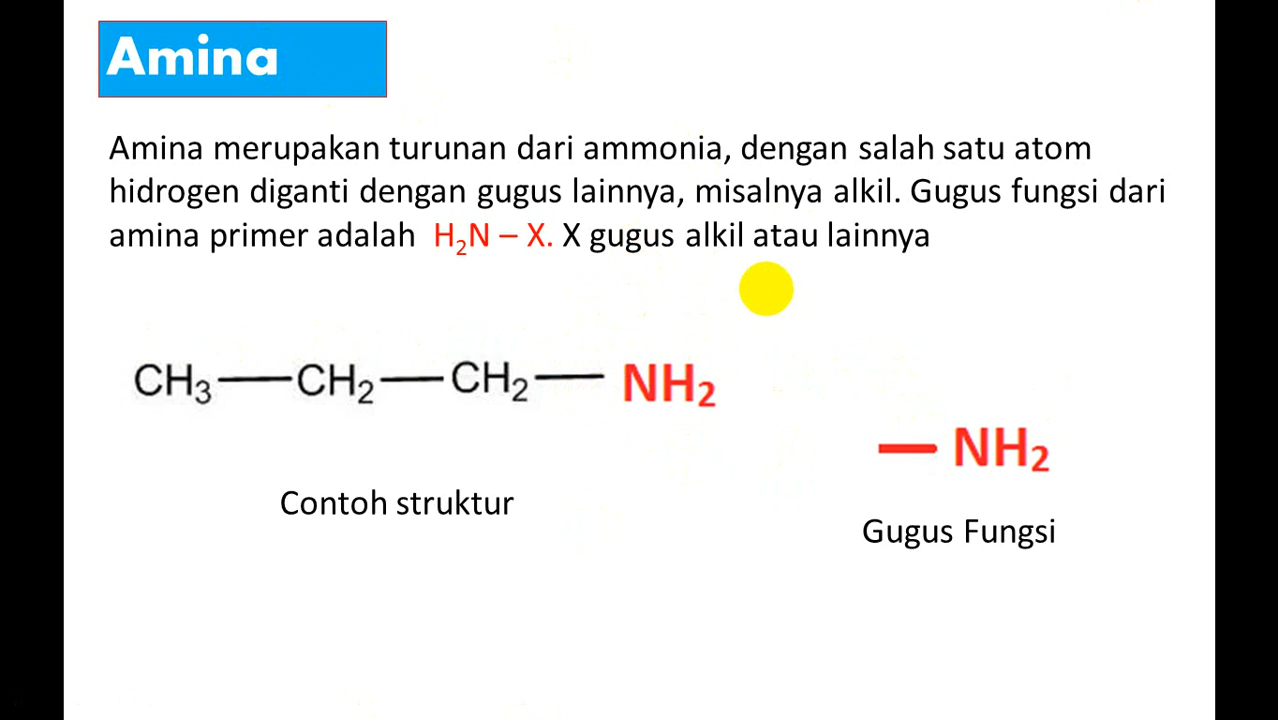 Amina
Amina merupakan turunan dari ammonia, dengan salah satu atom
hidrogen diganti dengan gugus lainnya, misalnya alkil. Gugus fungsi dari
amina primer adalah H₂N – X. X gugus alkil atau lainnya
CH₃—CH₂—CH₂— NH₂
— NH₂
Contoh struktur
Gugus Fungsi